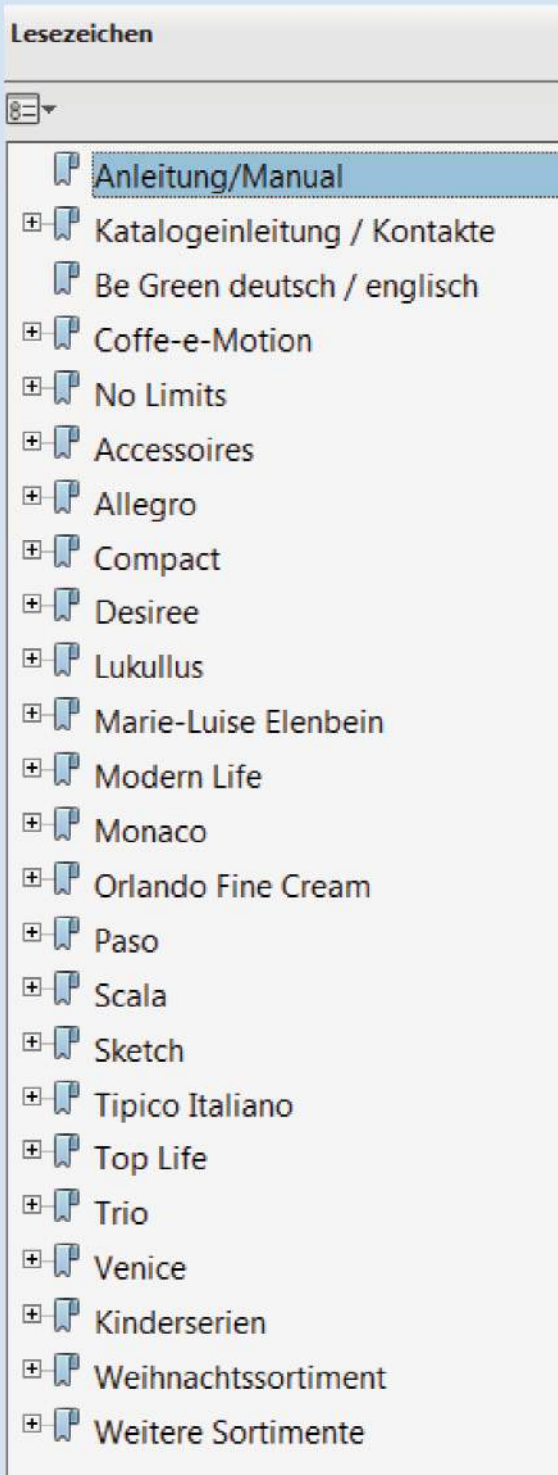 Lesezeichen
Anleitung/Manual
Katalogeinleitung / Kontakte
Be Green deutsch / englisch
Coffe-e-Motion
No Limits
Accessoires
Allegro
Compact
Desiree
Lukullus
Marie-Luise Elenbein
Modern Life
Monaco
Orlando Fine Cream
Paso
Scala
Sketch
Tipico Italiano
Top Life
Trio
Venice
Kinderserien
Weihnachtssortiment
Weitere Sortimente